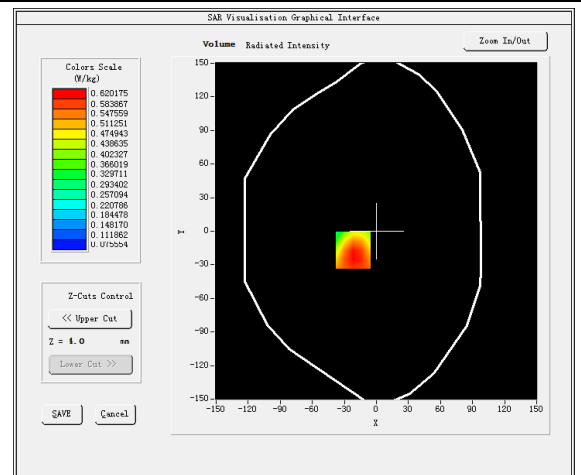 SAR Visualisation Graphical Interface
Volume Radiated Intensity
Zoom In/Out
Colors Scale
(W/kg)
0.620175
0.583867
0.547559
0.511251
0.474943
0.438635
0.402327
0.366019
0.329711
0.293402
0.257094
0.220786
0.184478
0.148170
0.111862
0.075554
Z-Cuts Control
<< Upper Cut
Z = 4.0 mm
Lower Cut >>
SAVE Cancel
150
120
90
60
30
0
-30
-60
-90
-120
-150
Y
-150 -120 -90 -60 -30 0 30 60 90 120 150
X